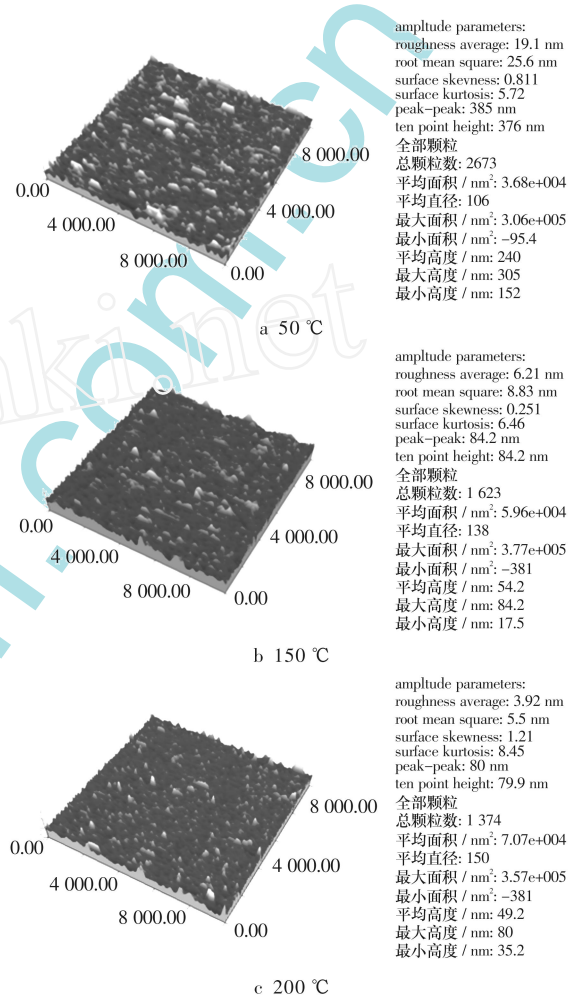 ampltude parameters:
roughness average: 19.1 nm
root mean square: 25.6 nm
surface skevness: 0.811
surface kurtosis: 5.72
peak-peak: 385 nm
ten point height: 376 nm
全部颗粒
总颗粒数: 2673
平均面积 / nm²: 3.68e+004
平均直径: 106
最大面积 / nm²: 3.06e+005
最小面积 / nm²: -95.4
平均高度 / nm: 240
最大高度 / nm: 305
最小高度 / nm: 152
0.00
4 000.00
8 000.00
0.00
4 000.00
8 000.00
a 50 ℃
ampltude parameters:
roughness average: 6.21 nm
root mean square: 8.83 nm
surface skewness: 0.251
surface kurtosis: 6.46
peak-peak: 84.2 nm
ten point height: 84.2 nm
全部颗粒
总颗粒数: 1 623
平均面积 / nm²: 5.96e+004
平均直径: 138
最大面积 / nm²: 3.77e+005
最小面积 / nm²: -381
平均高度 / nm: 54.2
最大高度 / nm: 84.2
最小高度 / nm: 17.5
0.00
4 000.00
8 000.00
0.00
4 000.00
8 000.00
b 150 ℃
ampltude parameters:
roughness average: 3.92 nm
root mean square: 5.5 nm
surface skewness: 1.21
surface kurtosis: 8.45
peak-peak: 80 nm
ten point height: 79.9 nm
全部颗粒
总颗粒数: 1 374
平均面积 / nm²: 7.07e+004
平均直径: 150
最大面积 / nm²: 3.57e+005
最小面积 / nm²: -381
平均高度 / nm: 49.2
最大高度 / nm: 80
最小高度 / nm: 35.2
0.00
4 000.00
8 000.00
0.00
4 000.00
8 000.00
c 200 ℃
nki.net
.com.cn